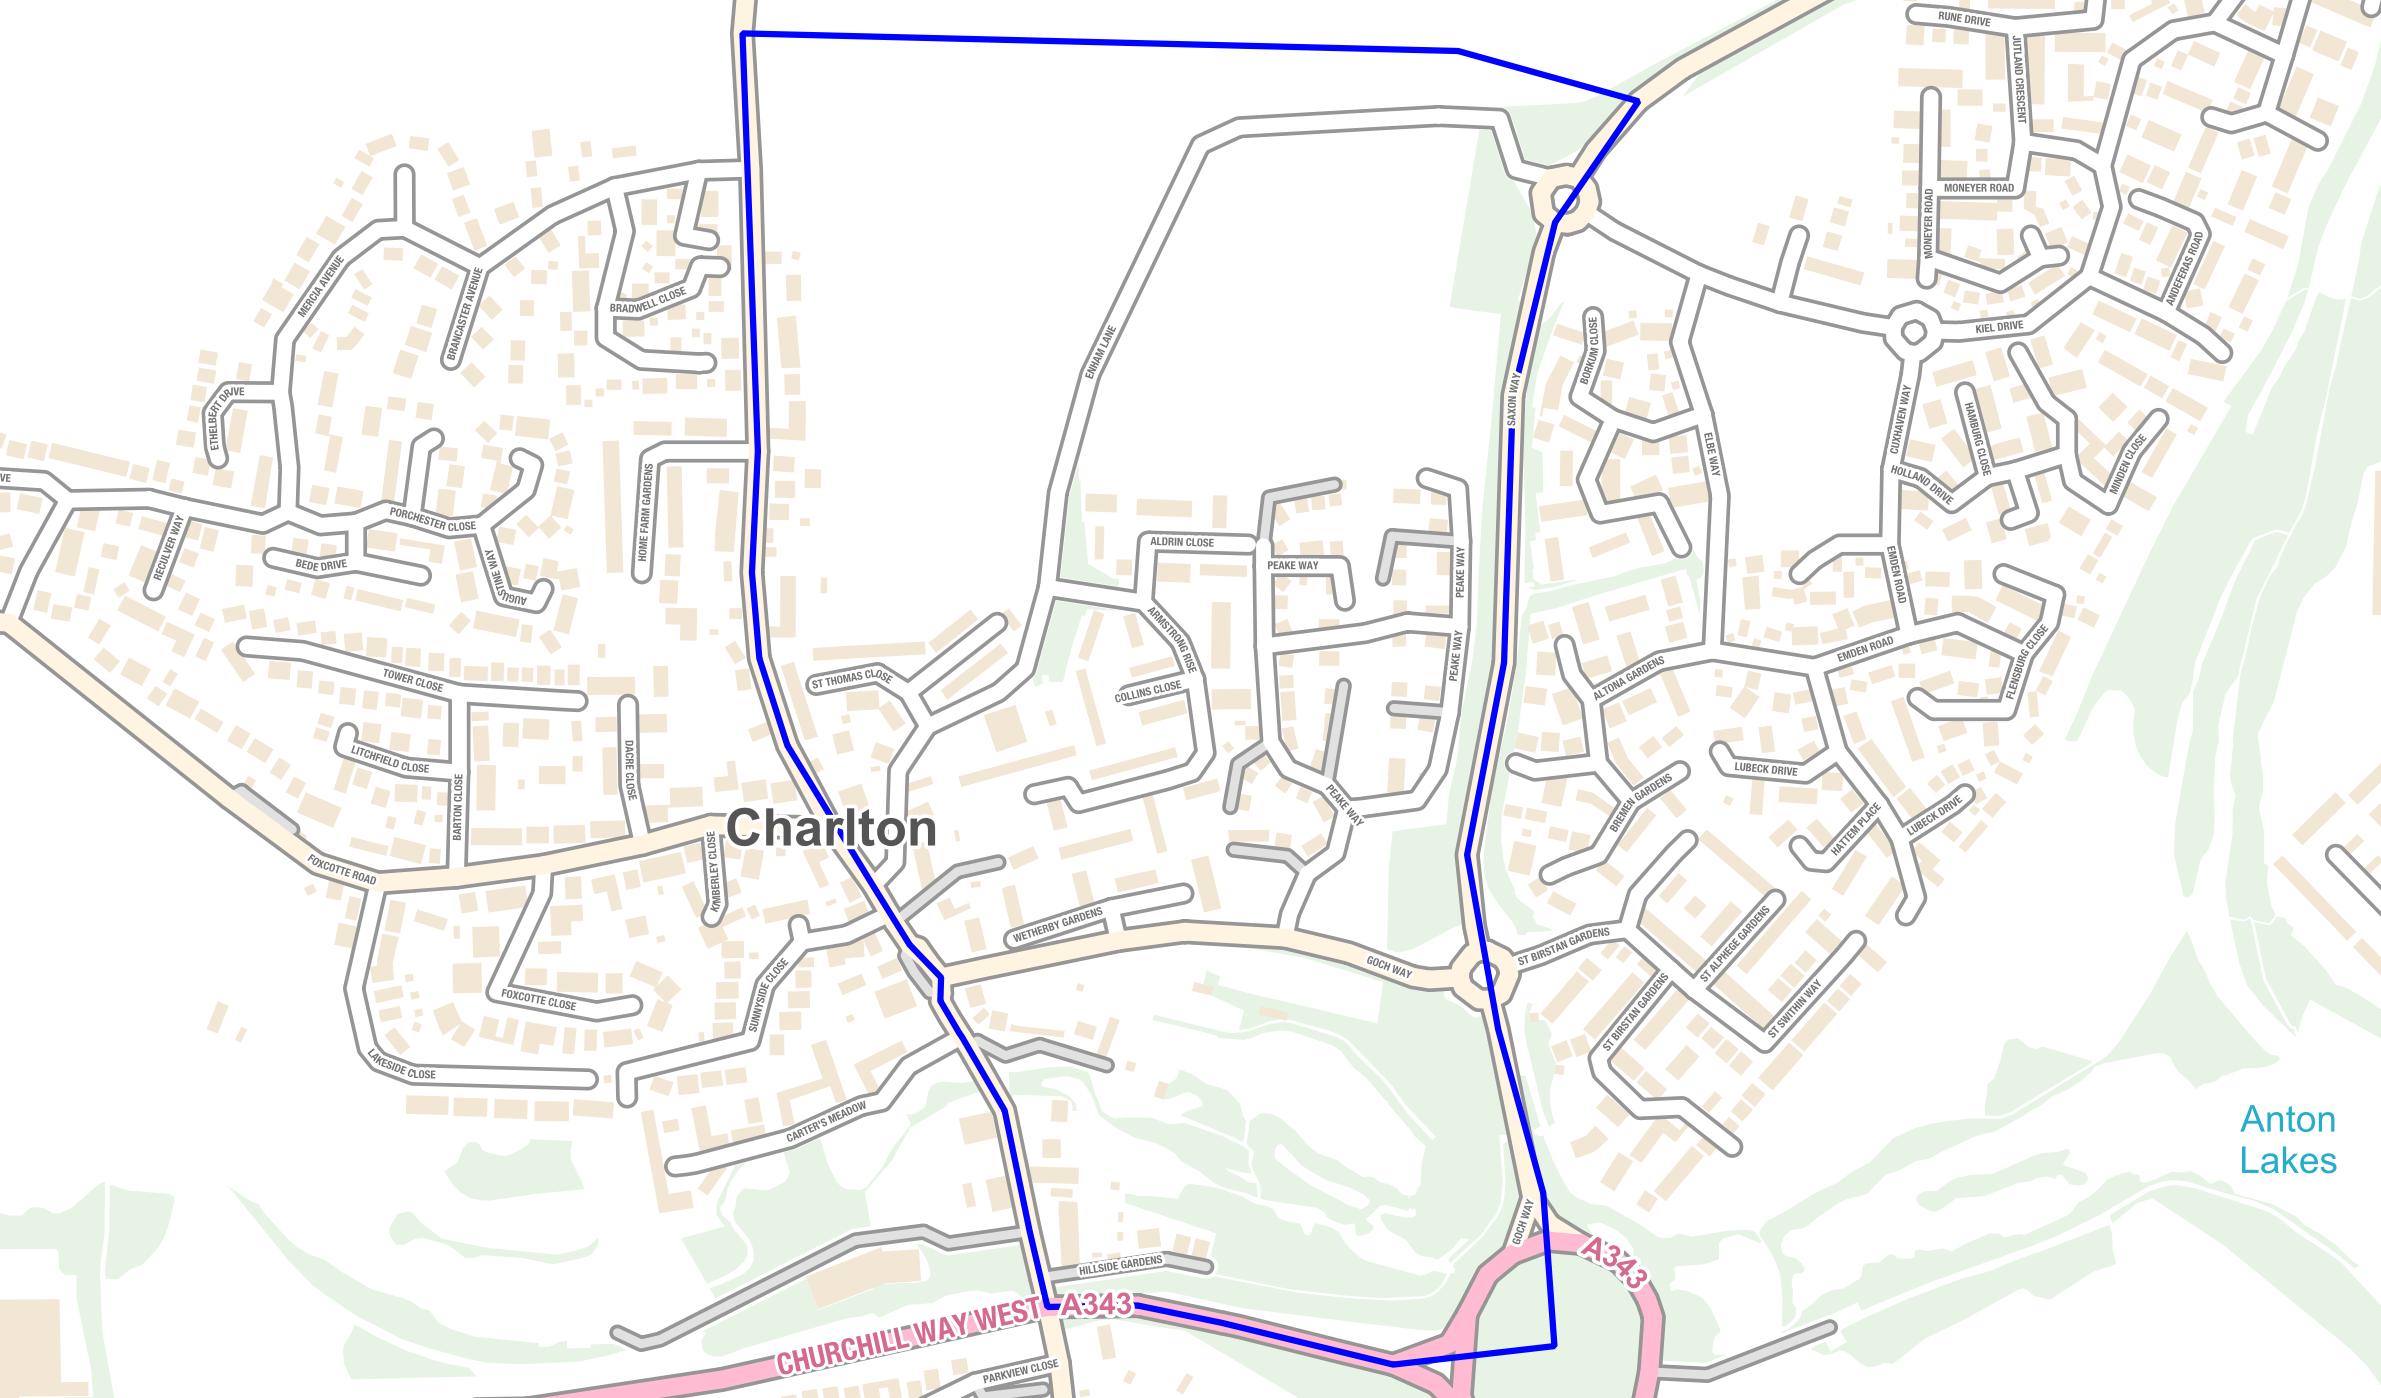 RUNE DRIVE
JUTLAND CRESCENT
MONEYER ROAD
MONEYER ROAD
ANDEFERAS ROAD
MERCIA AVENUE
BRANCASTER AVENUE
BRADWELL CLOSE
KIEL DRIVE
BORKUM CLOSE
ENHAM LANE
SAXON WAY
ETHELBERT DRIVE
CUXHAVEN WAY
HAMBURG CLOSE
ELBE WAY
HOLLAND DRIVE
MINDEN CLOSE
VE
HOME FARM GARDENS
PORCHESTER CLOSE
RECULVER WAY
BEDE DRIVE
AUGUSTINE WAY
ALDRIN CLOSE
PEAKE WAY
PEAKE WAY
EMDEN ROAD
ARMSTRONG RISE
PEAKE WAY
EMDEN ROAD
FLENSBURG CLOSE
ALTONA GARDENS
ST THOMAS CLOSE
COLLINS CLOSE
TOWER CLOSE
LITCHFIELD CLOSE
DACRE CLOSE
BARTON CLOSE
LUBECK DRIVE
BREMEN GARDENS
PEAKE WAY
HATTEM PLACE
LUBECK DRIVE
Charlton
FOXCOTTE ROAD
KIMBERLEY CLOSE
WETHERBY GARDENS
GOCH WAY
ST BIRSTAN GARDENS
ST ALPHEGE GARDENS
SUNNYSIDE CLOSE
FOXCOTTE CLOSE
ST BIRSTAN GARDENS
ST SWITHIN WAY
LAKESIDE CLOSE
CARTER'S MEADOW
Anton
Lakes
GOCH WAY
A343
HILLSIDE GARDENS
CHURCHILL WAY WEST
A343
PARKVIEW CLOSE